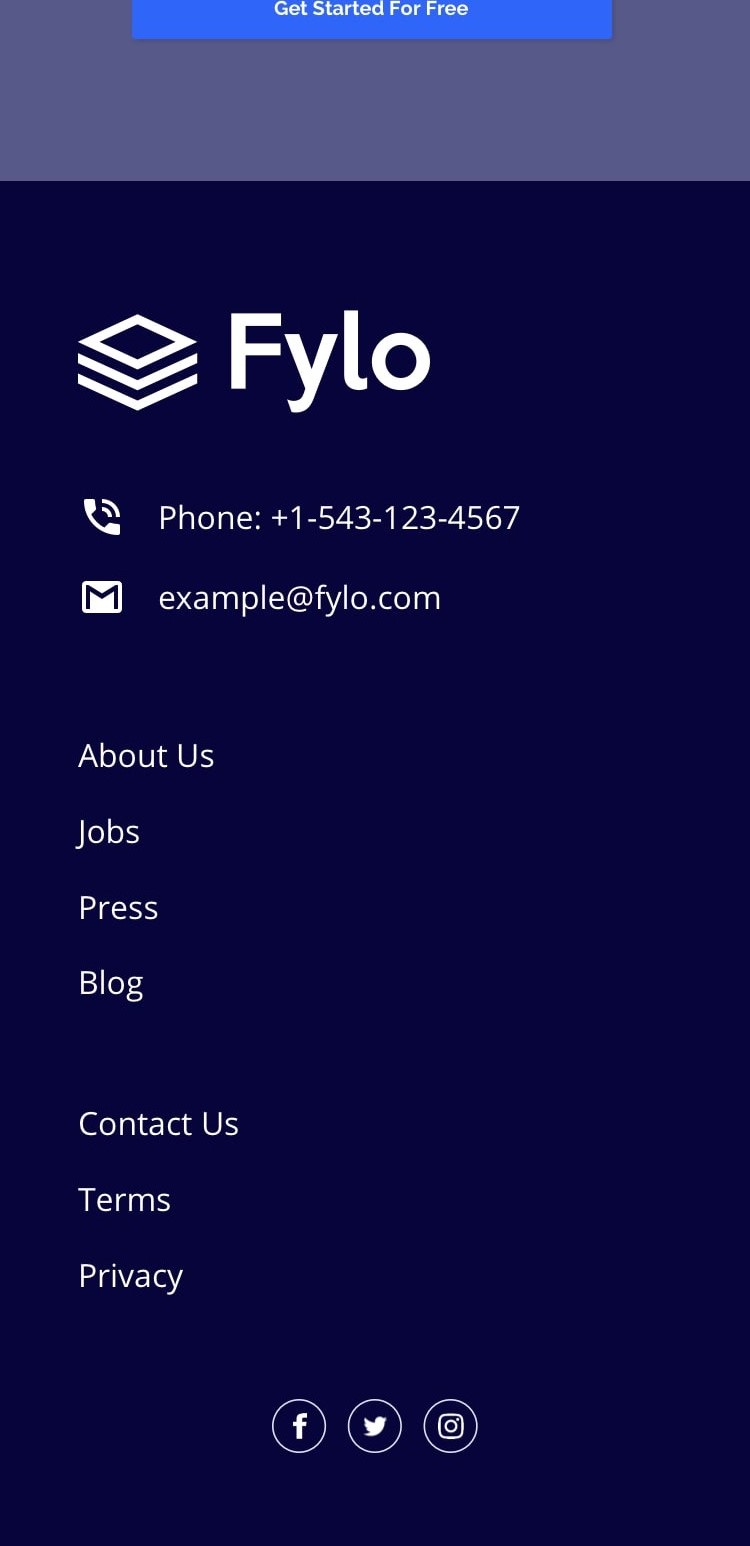 Get Started For Free
Fylo
Phone: +1-543-123-4567
example@fylo.com
About Us
Jobs
Press
Blog
Contact Us
Terms
Privacy